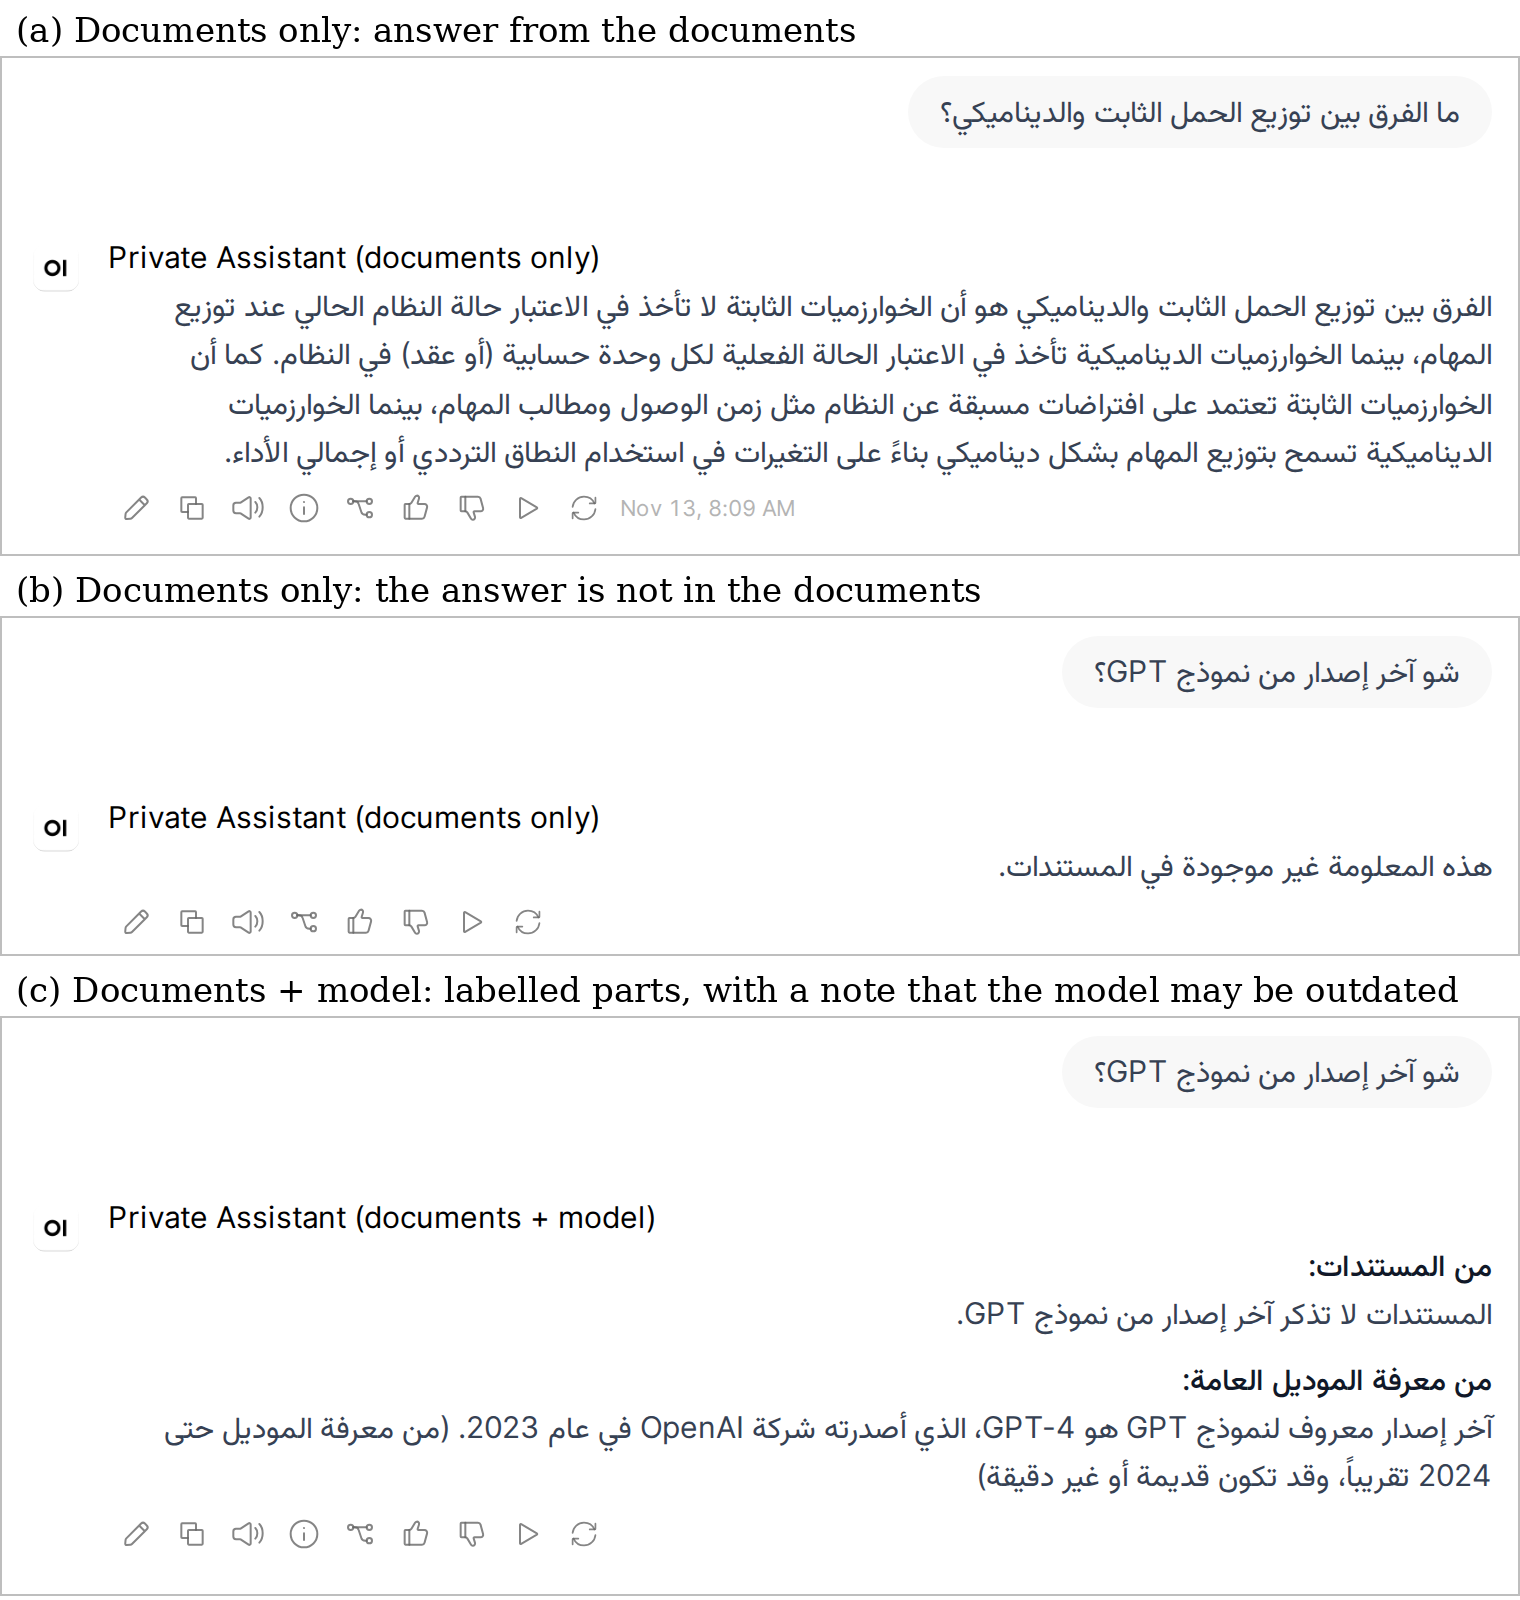 (a) Documents only: answer from the documents
ما الفرق بين توزيع الحمل الثابت والديناميكي؟
OI
Private Assistant (documents only)
الفرق بين توزيع الحمل الثابت والديناميكي هو أن الخوارزميات الثابتة لا تأخذ في الاعتبار حالة النظام الحالي عند توزيع
المهام، بينما الخوارزميات الديناميكية تأخذ في الاعتبار الحالة الفعلية لكل وحدة حسابية (أو عقد) في النظام. كما أن
الخوارزميات الثابتة تعتمد على افتراضات مسبقة عن النظام مثل زمن الوصول ومطالب المهام، بينما الخوارزميات
الديناميكية تسمح بتوزيع المهام بشكل ديناميكي بناءً على التغيرات في استخدام النطاق الترددي أو إجمالي الأداء.
Nov 13, 8:09 AM
(b) Documents only: the answer is not in the documents
شو آخر إصدار من نموذج GPT؟
OI
Private Assistant (documents only)
هذه المعلومة غير موجودة في المستندات.
(c) Documents + model: labelled parts, with a note that the model may be outdated
شو آخر إصدار من نموذج GPT؟
OI
Private Assistant (documents + model)
من المستندات:
المستندات لا تذكر آخر إصدار من نموذج GPT.
من معرفة الموديل العامة:
آخر إصدار معروف لنموذج GPT هو GPT-4، الذي أصدرته شركة OpenAI في عام 2023. (من معرفة الموديل حتى
2024 تقريباً، وقد تكون قديمة أو غير دقيقة)